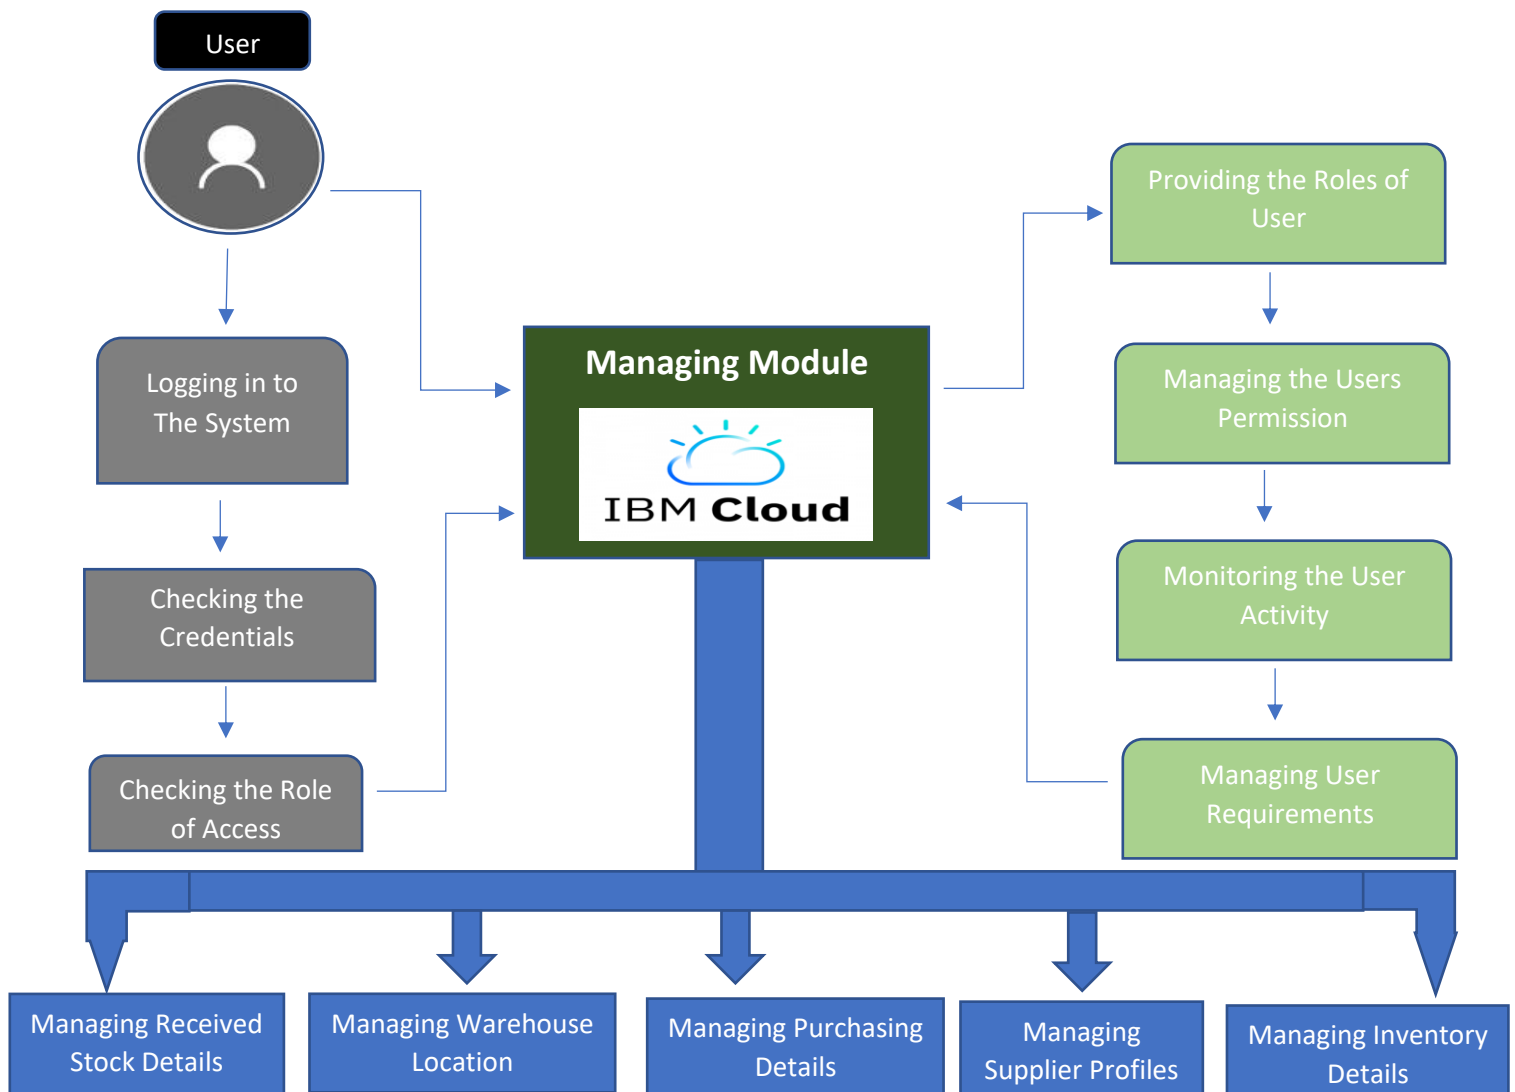 User
Providing the Roles of
User
Managing Module
Logging in to
The System
Managing the Users
Permission
IBM Cloud
Checking the
Credentials
Monitoring the User
Activity
Checking the Role
of Access
Managing User
Requirements
Managing Received
Stock Details
Managing Warehouse
Location
Managing Purchasing
Details
Managing
Supplier Profiles
Managing Inventory
Details